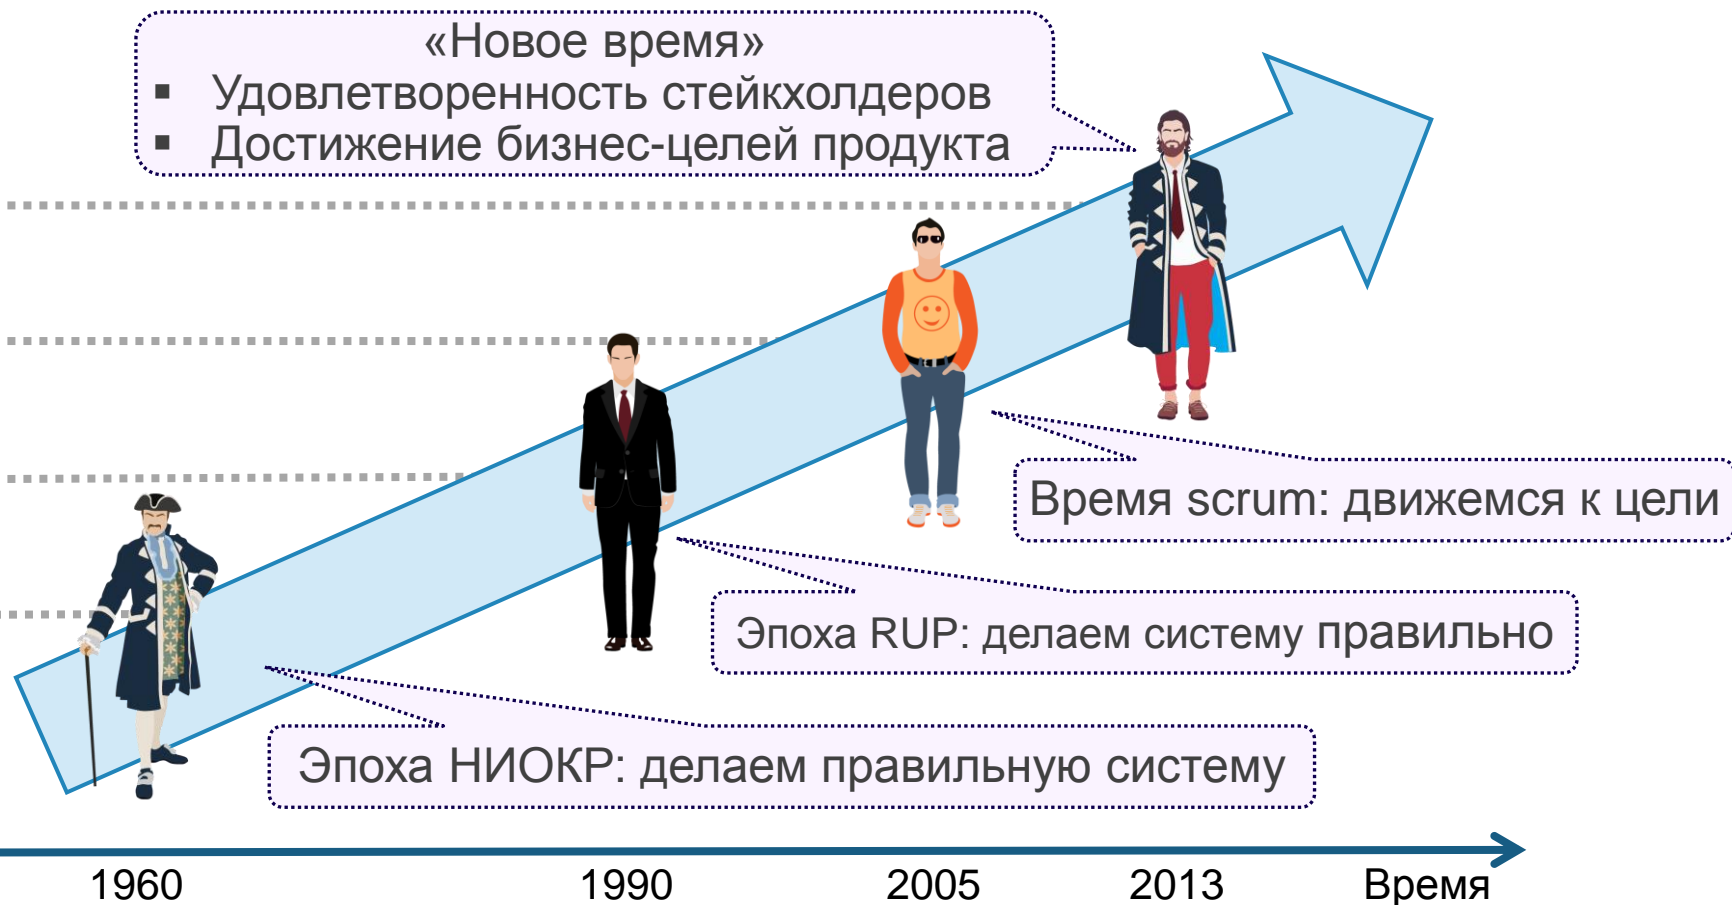 «Новое время»
▪ Удовлетворенность стейкхолдеров
▪ Достижение бизнес-целей продукта
Время scrum: движемся к цели
Эпоха RUP: делаем систему правильно
Эпоха НИОКР: делаем правильную систему
1960 1990 2005 2013 Время